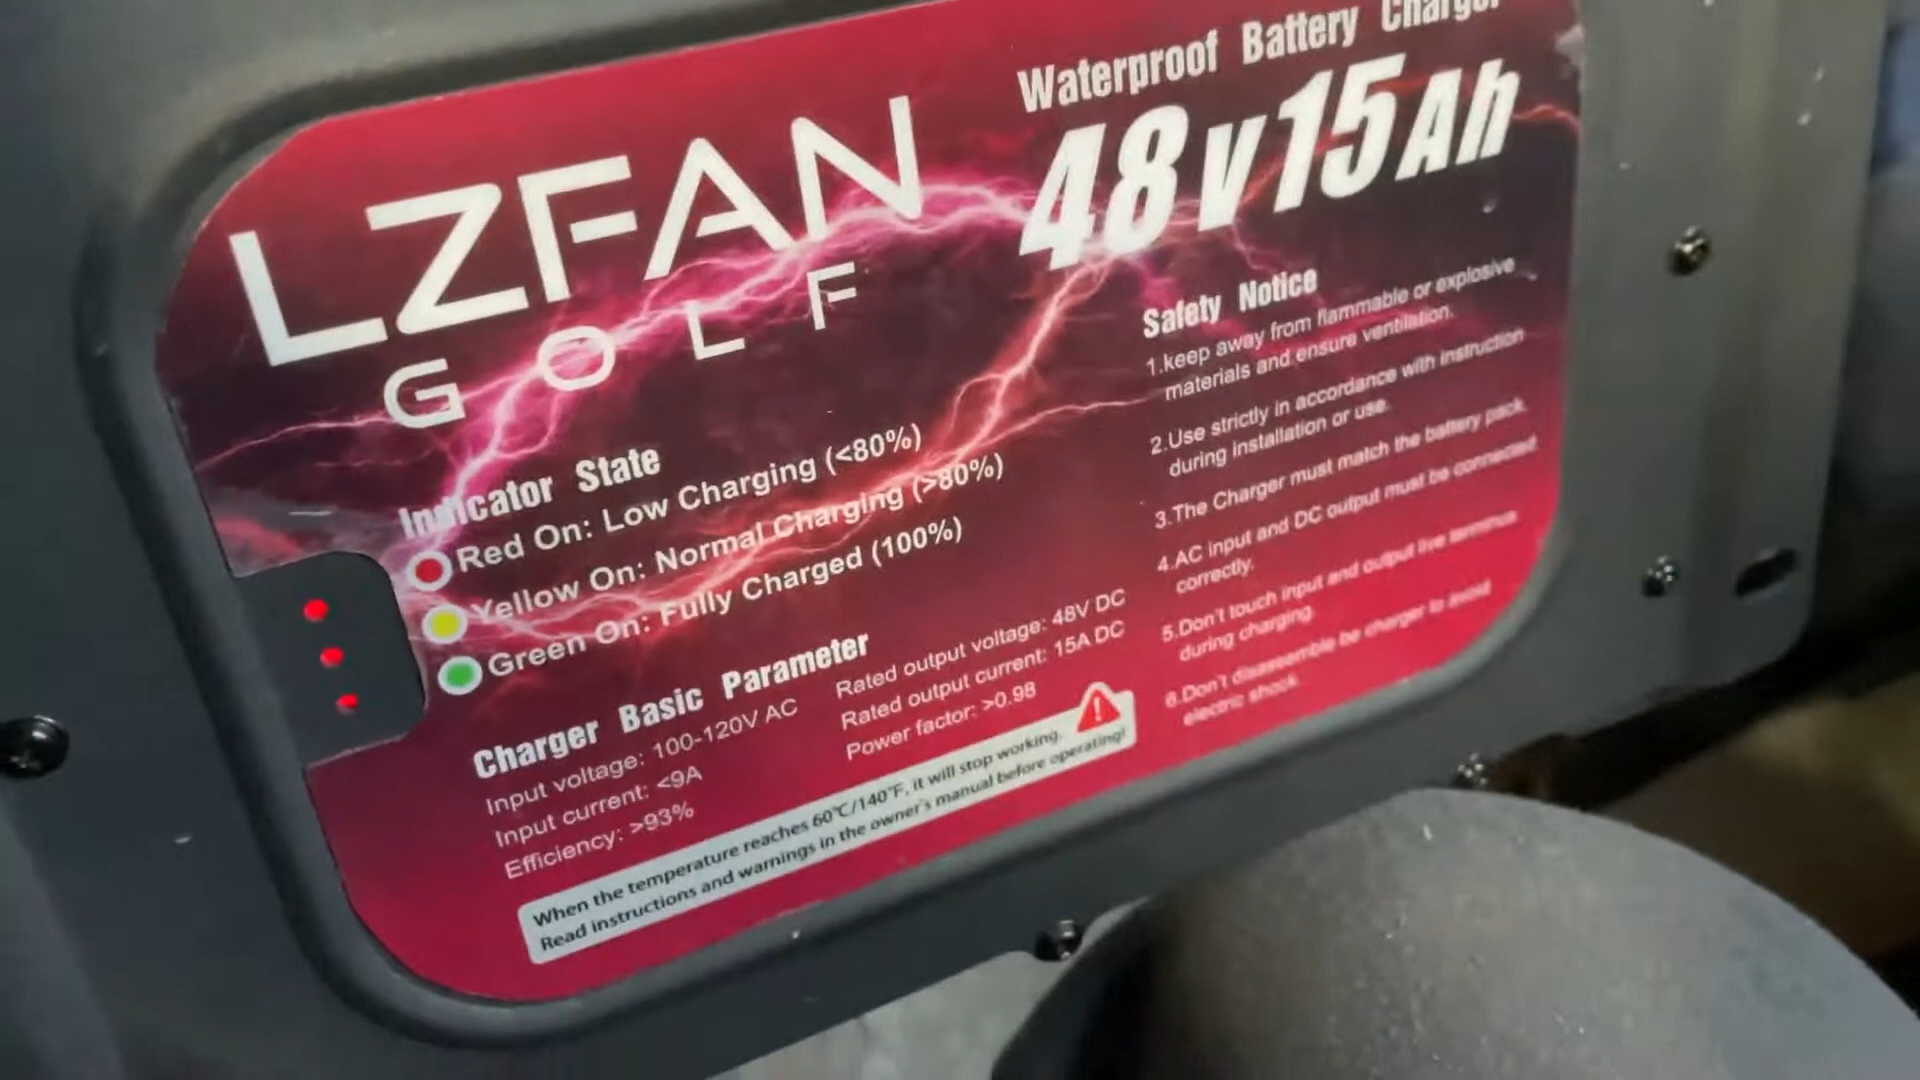 LZFAN
GOLF
Waterproof Battery Charger
48V15Ah
Indicator State
Red On: Low Charging (<80%)
Yellow On: Normal Charging (>80%)
Green On: Fully Charged (100%)
Charger Basic Parameter
Input voltage: 100-120V AC
Input current: <9A
Efficiency: >93%
Rated output voltage: 48V DC
Rated output current: 15A DC
Power factor: >0.98
When the temperature reaches 60℃/140℉, it will stop working.
Read instructions and warnings in the owner's manual before operating!
Safety Notice
1.keep away from flammable or explosive
materials and ensure ventilation.
2.Use strictly in accordance with instruction
during installation or use.
3.The Charger must match the battery pack.
4.AC input and DC output must be connected
correctly.
5.Don't touch input and output live terminus
during charging.
6.Don't disassemble be charger to avoid
electric shock.